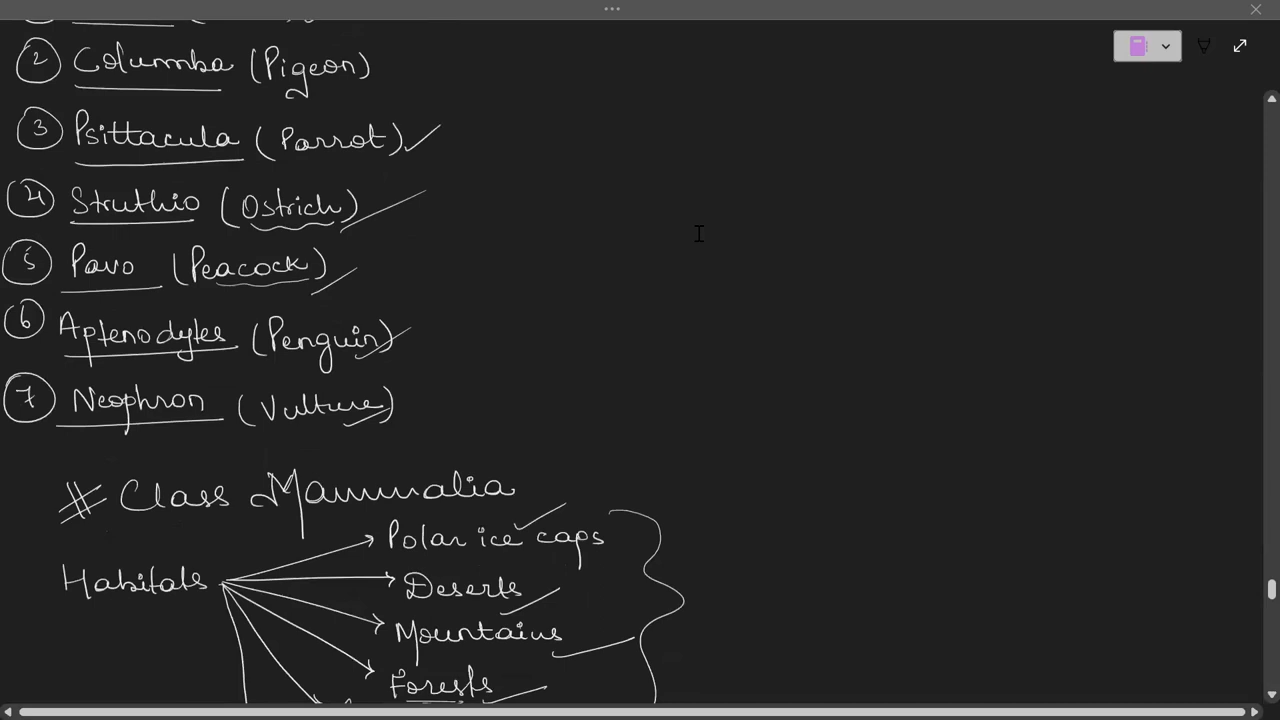 ② Columba (Pigeon)
③ Psittacula (Parrot) ✓
④ Struthio (Ostrich)
⑤ Pavo (Peacock)
⑥ Aptenodytes (Penguin)
⑦ Neophron (Vulture)
# Class Mammalia
Polar ice caps
Habitats
Deserts
Mountains
Forests